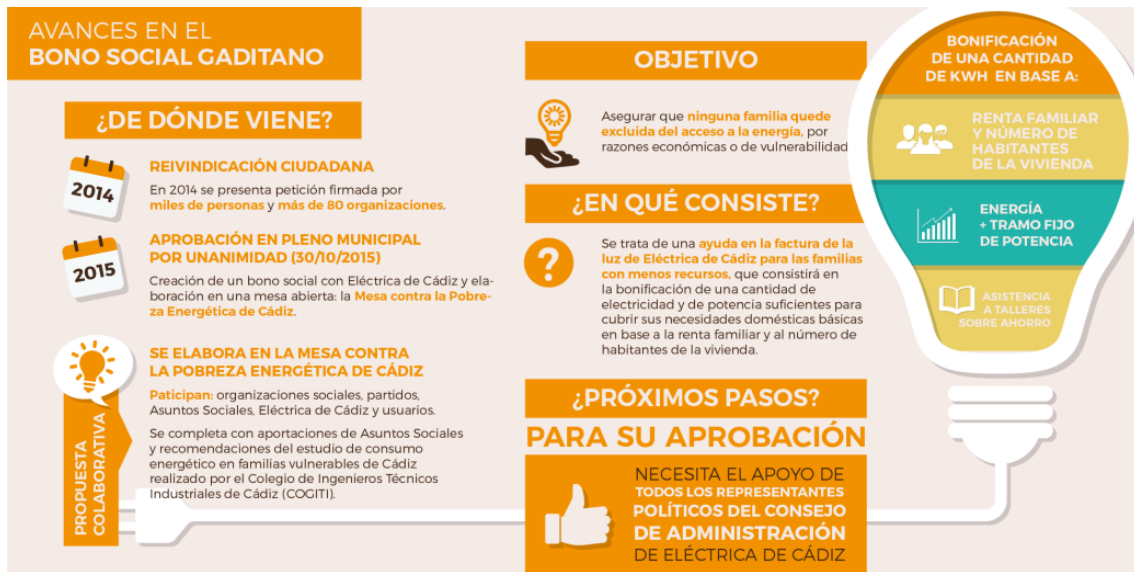 AVANCES EN EL
BONO SOCIAL GADITANO
¿DE DÓNDE VIENE?
2014
REIVINDICACIÓN CIUDADANA
En 2014 se presenta petición firmada por
miles de personas y más de 80 organizaciones.
2015
APROBACIÓN EN PLENO MUNICIPAL
POR UNANIMIDAD (30/10/2015)
Creación de un bono social con Eléctrica de Cádiz y ela-
boración en una mesa abierta: la Mesa contra la Pobre-
za Energética de Cádiz.
PROPUESTA
COLABORATIVA
SE ELABORA EN LA MESA CONTRA
LA POBREZA ENERGÉTICA DE CÁDIZ
Paticipan: organizaciones sociales, partidos,
Asuntos Sociales, Eléctrica de Cádiz y usuarios.
Se completa con aportaciones de Asuntos Sociales
y recomendaciones del estudio de consumo
energético en familias vulnerables de Cádiz
realizado por el Colegio de Ingenieros Técnicos
Industriales de Cádiz (COGITI).
OBJETIVO
Asegurar que ninguna familia quede
excluida del acceso a la energía, por
razones económicas o de vulnerabilidad
¿EN QUÉ CONSISTE?
?
Se trata de una ayuda en la factura de la
luz de Eléctrica de Cádiz para las familias
con menos recursos, que consistirá en
la bonificación de una cantidad de
electricidad y de potencia suficientes para
cubrir sus necesidades domésticas básicas
en base a la renta familiar y al número de
habitantes de la vivienda.
¿PRÓXIMOS PASOS?
PARA SU APROBACIÓN
NECESITA EL APOYO DE
TODOS LOS REPRESENTANTES
POLÍTICOS DEL CONSEJO
DE ADMINISTRACIÓN
DE ELÉCTRICA DE CÁDIZ
BONIFICACIÓN
DE UNA CANTIDAD
DE KWH EN BASE A:
RENTA FAMILIAR
Y NÚMERO DE
HABITANTES
DE LA VIVIENDA
ENERGÍA
+ TRAMO FIJO
DE POTENCIA
ASISTENCIA
A TALLERES
SOBRE AHORRO